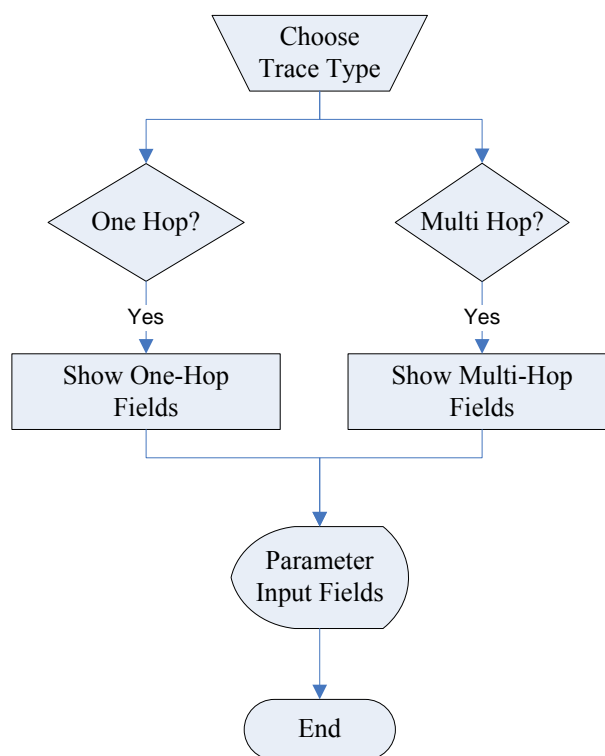 Choose
Trace Type
One Hop?
Multi Hop?
Yes
Yes
Show One-Hop
Fields
Show Multi-Hop
Fields
Parameter
Input Fields
End